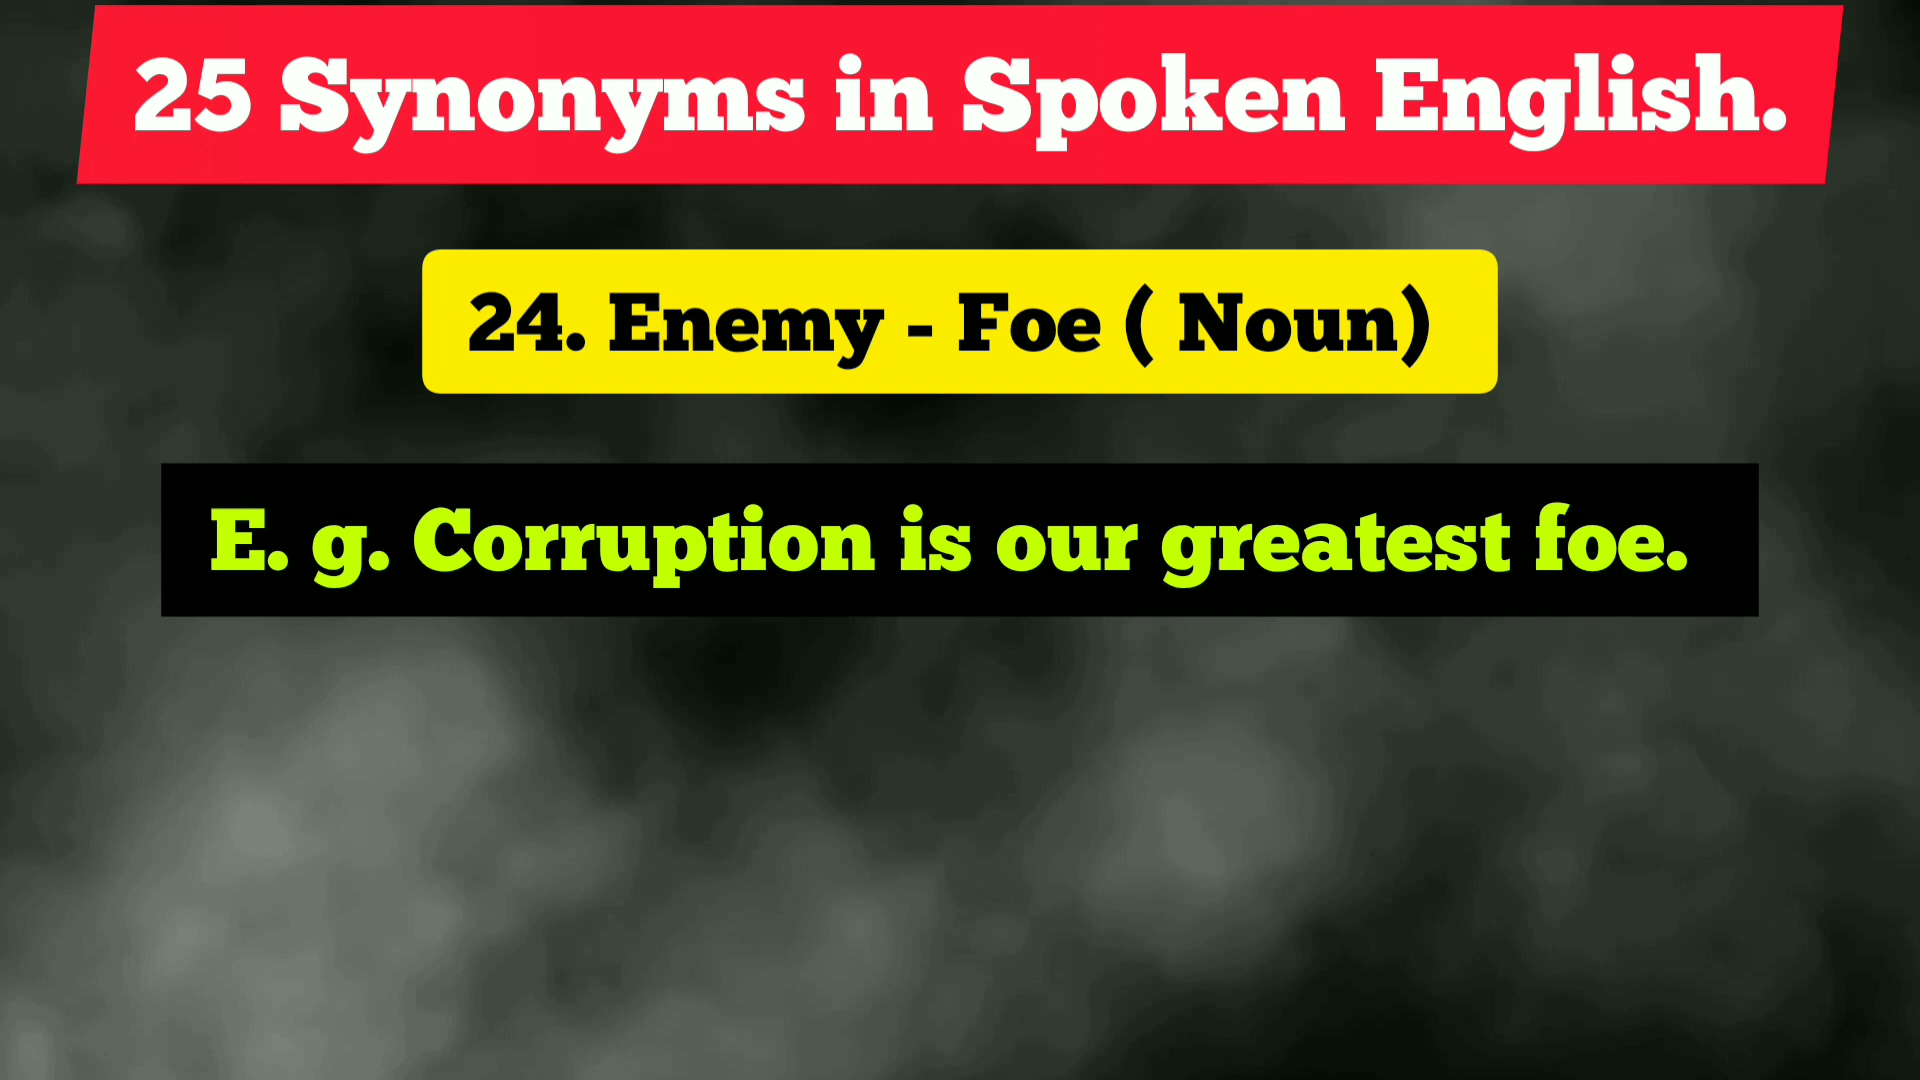 25 Synonyms in Spoken English.
24. Enemy - Foe ( Noun)
E. g. Corruption is our greatest foe.